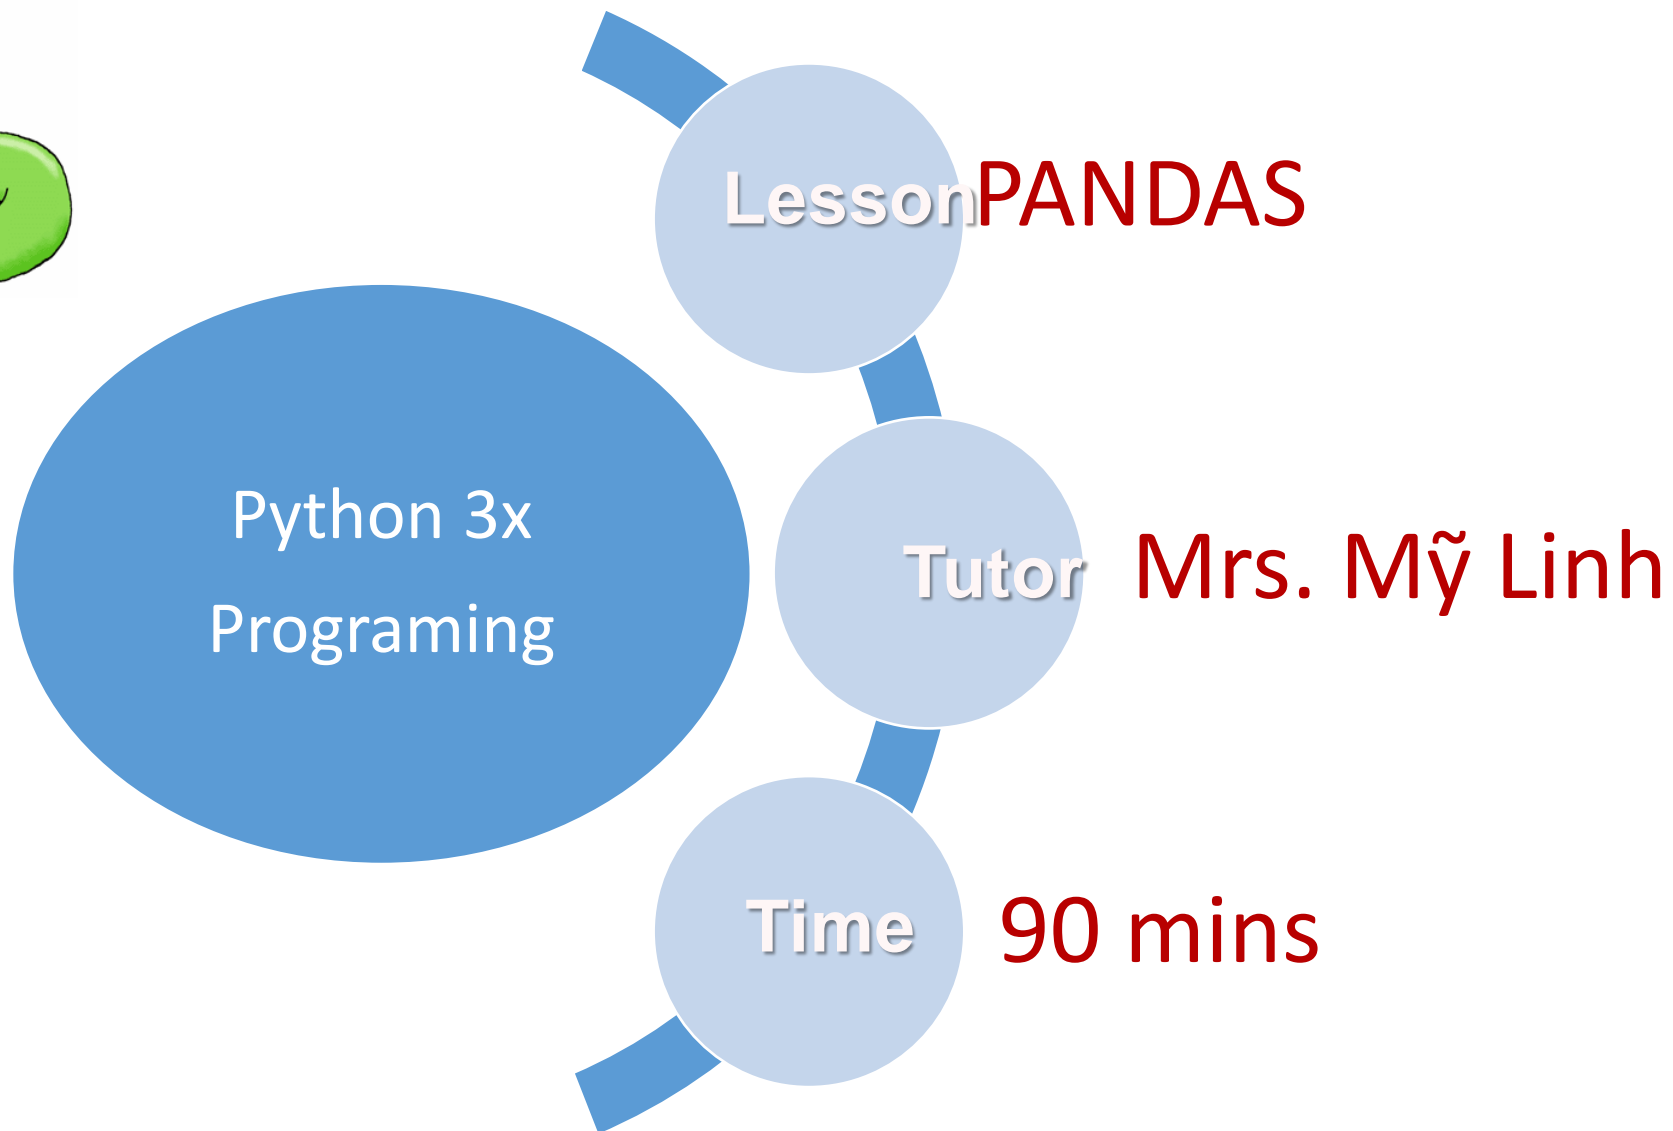 Python 3x
Programing
Lesson PANDAS
Tutor Mrs. Mỹ Linh
Time 90 mins